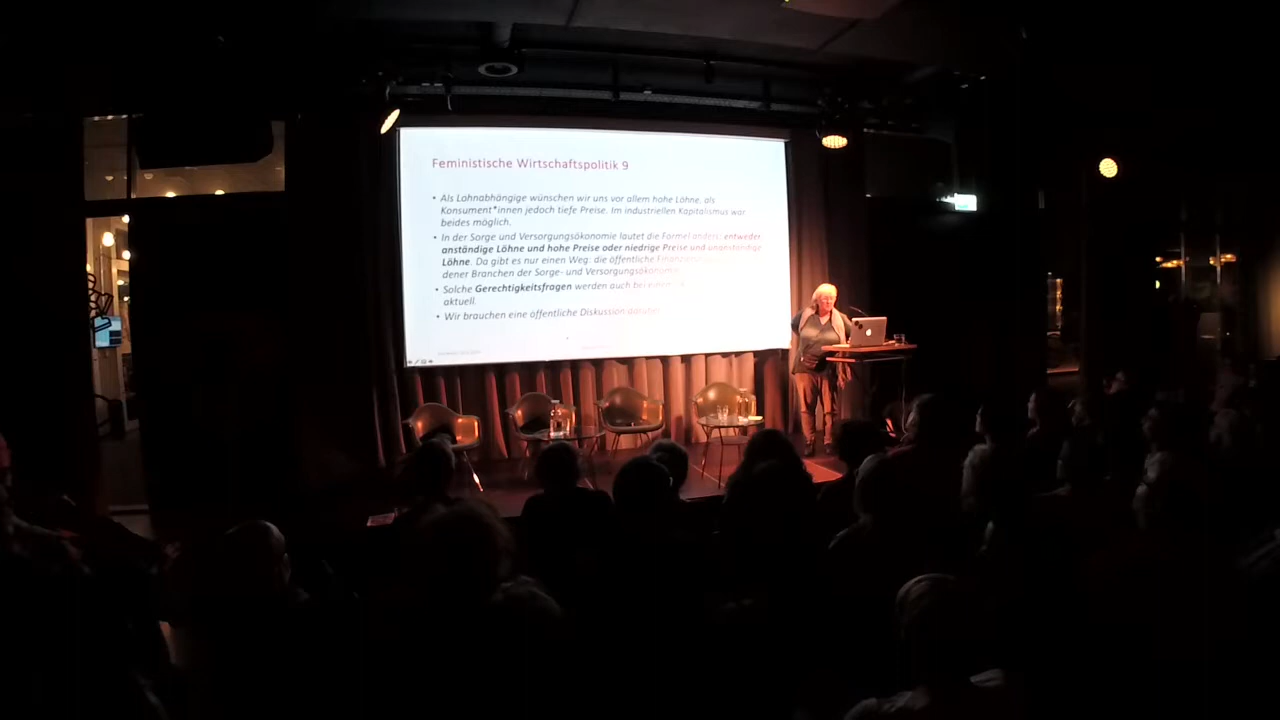 Feministische Wirtschaftspolitik 9
• Als Lohnabhängige wünschen wir uns vor allem hohe Löhne, als
Konsument*innen jedoch tiefe Preise. Im industriellen Kapitalismus war
beides möglich.
• In der Sorge und Versorgungsökonomie lautet die Formel anders: entweder
anständige Löhne und hohe Preise oder niedrige Preise und unanständige
Löhne. Da gibt es nur einen Weg: die öffentliche
dener Branchen der Sorge- und Versorgungsökonomie
• Solche Gerechtigkeitsfragen werden auch bei
aktuell.
• Wir brauchen eine öffentliche Diskussion darüber